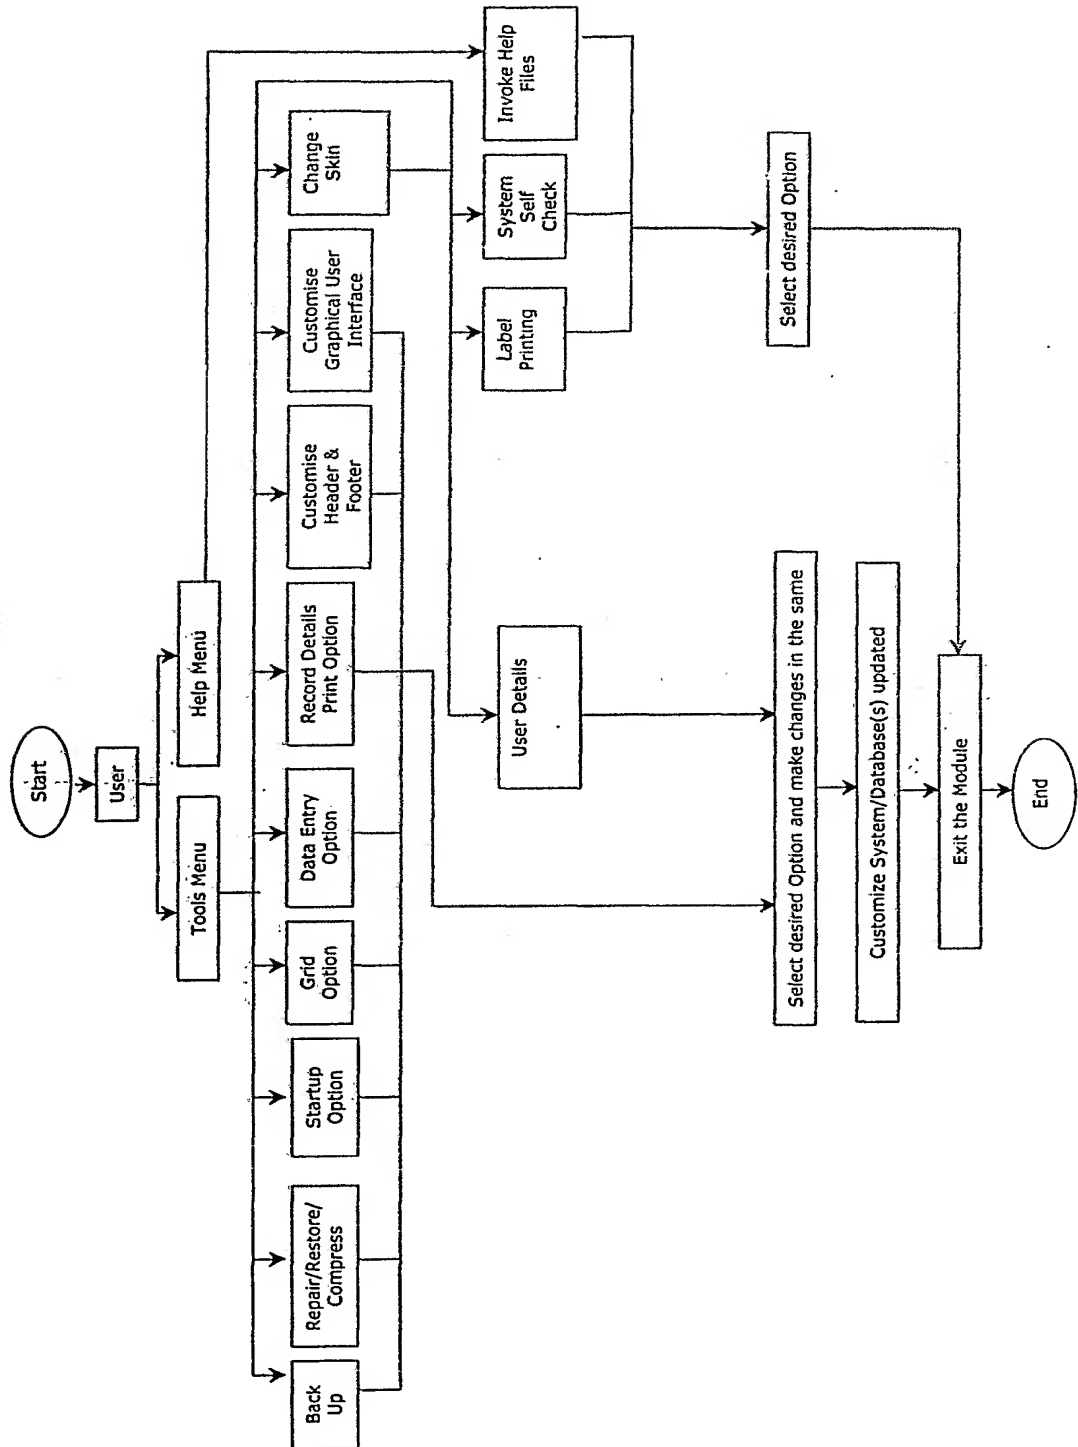 Start
User
Tools Menu
Help Menu
Back
Up
Repair/Restore/
Compress
Startup
Option
Grid
Option
Data Entry
Option
Record Details
Print Option
Customise
Header &
Footer
Customise
Graphical User
Interface
Change
Skin
User Details
Label
Printing
System
Self
Check
Invoke Help
Files
Select desired Option and make changes in the same
Select desired Option
Customize System/Database(s) updated
Exit the Module
End